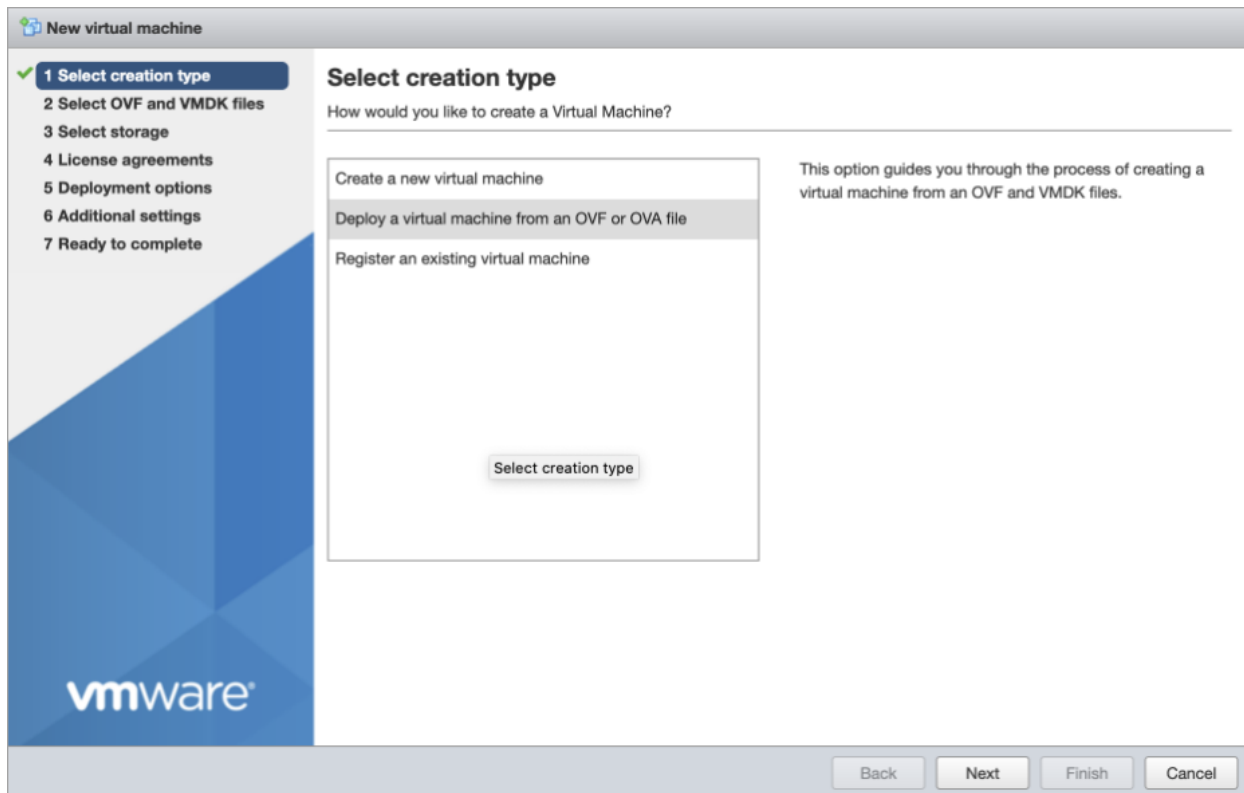 New virtual machine
1 Select creation type
2 Select OVF and VMDK files
3 Select storage
4 License agreements
5 Deployment options
6 Additional settings
7 Ready to complete
vmware®
Select creation type
How would you like to create a Virtual Machine?
Create a new virtual machine
Deploy a virtual machine from an OVF or OVA file
Register an existing virtual machine
Select creation type
This option guides you through the process of creating a
virtual machine from an OVF and VMDK files.
Back Next Finish Cancel